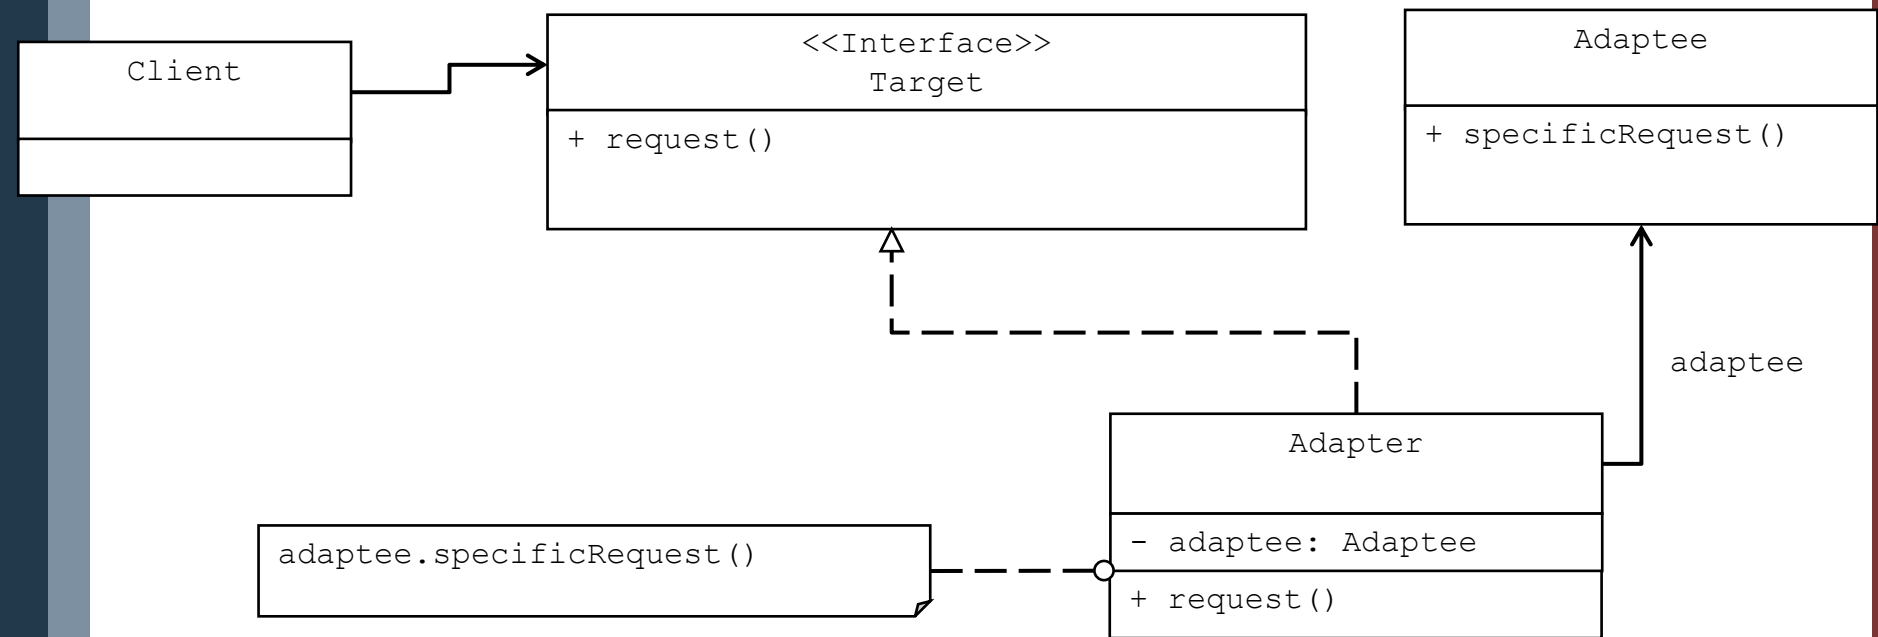 Client
<<Interface>>
Target
+ request()
Adaptee
+ specificRequest()
adaptee
Adapter
- adaptee: Adaptee
+ request()
adaptee.specificRequest()